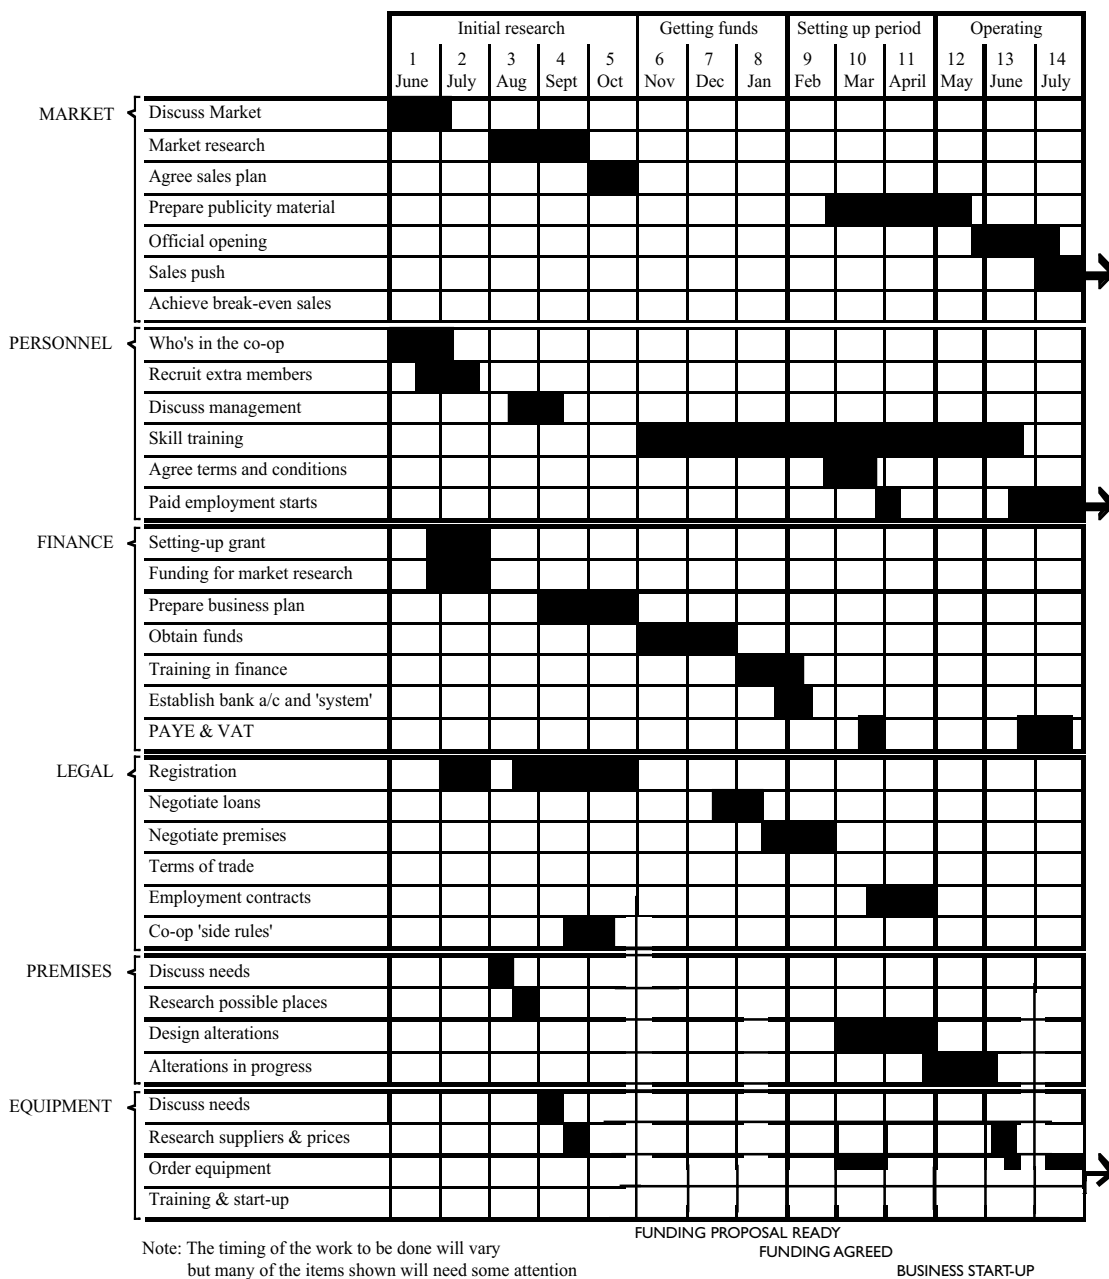 Initial research Getting funds Setting up period Operating
1 2 3 4 5 6 7 8 9 10 11 12 13 14
June July Aug Sept Oct Nov Dec Jan Feb Mar April May June July
MARKET Discuss Market
Market research
Agree sales plan
Prepare publicity material
Official opening
Sales push
Achieve break-even sales
PERSONNEL Who's in the co-op
Recruit extra members
Discuss management
Skill training
Agree terms and conditions
Paid employment starts
FINANCE Setting-up grant
Funding for market research
Prepare business plan
Obtain funds
Training in finance
Establish bank a/c and 'system'
PAYE & VAT
LEGAL Registration
Negotiate loans
Negotiate premises
Terms of trade
Employment contracts
Co-op 'side rules'
PREMISES Discuss needs
Research possible places
Design alterations
Alterations in progress
EQUIPMENT Discuss needs
Research suppliers & prices
Order equipment
Training & start-up
FUNDING PROPOSAL READY
Note: The timing of the work to be done will vary FUNDING AGREED
but many of the items shown will need some attention BUSINESS START-UP